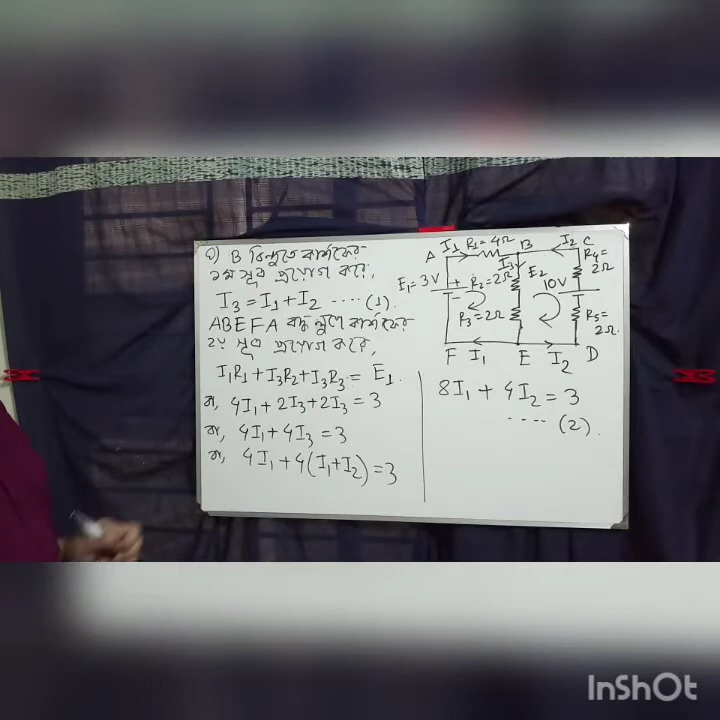 ১) B বিন্দুতে কার্শফের
১ম সূত্র প্রয়োগ করে,
I₃ = I₁ + I₂ ···· (1).
ABEFA বদ্ধ লুপে কার্শফের
২য় সূত্র প্রয়োগ করে,
I₁R₁ + I₃R₂ + I₃R₃ = E₁.
বা, 4I₁ + 2I₃ + 2I₃ = 3
বা, 4I₁ + 4I₃ = 3
বা, 4I₁ + 4(I₁+I₂) = 3
A I₁ R₁ = 4Ω B I₂ C
I₃ R₄ = 2Ω
E₁ = 3V + - R₂ = 2Ω E₂ 10V
R₃ = 2Ω R₅ = 2Ω.
F I₁ E I₂ D
8I₁ + 4I₂ = 3
···· (2).
InShOt